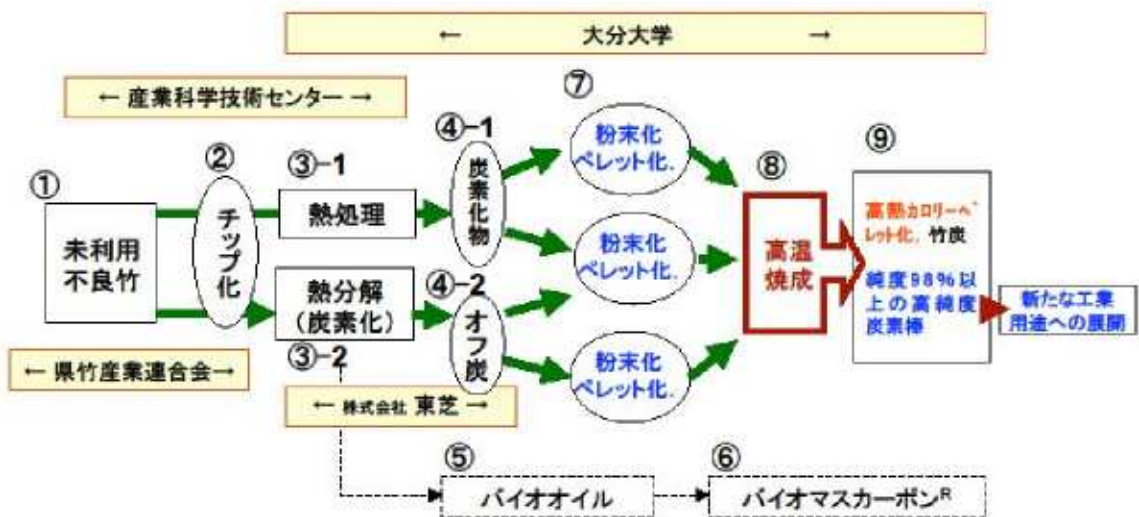 ← 大分大学 →
← 産業科学技術センター →
①
未利用
不良竹
②
チップ化
③-1
熱処理
熱分解
(炭素化)
③-2
④-1
炭素化物
④-2
オフ炭
⑦
粉末化
ペレット化.
粉末化
ペレット化.
粉末化
ペレット化.
⑧
高温
焼成
⑨
高熱カロリーペ
レット化, 竹炭
純度98%以
上の高純度
炭素棒
新たな工業
用途への展開
← 県竹産業連合会→
← 株式会社 東芝 →
⑤
バイオオイル
⑥
バイオマスカーボンR